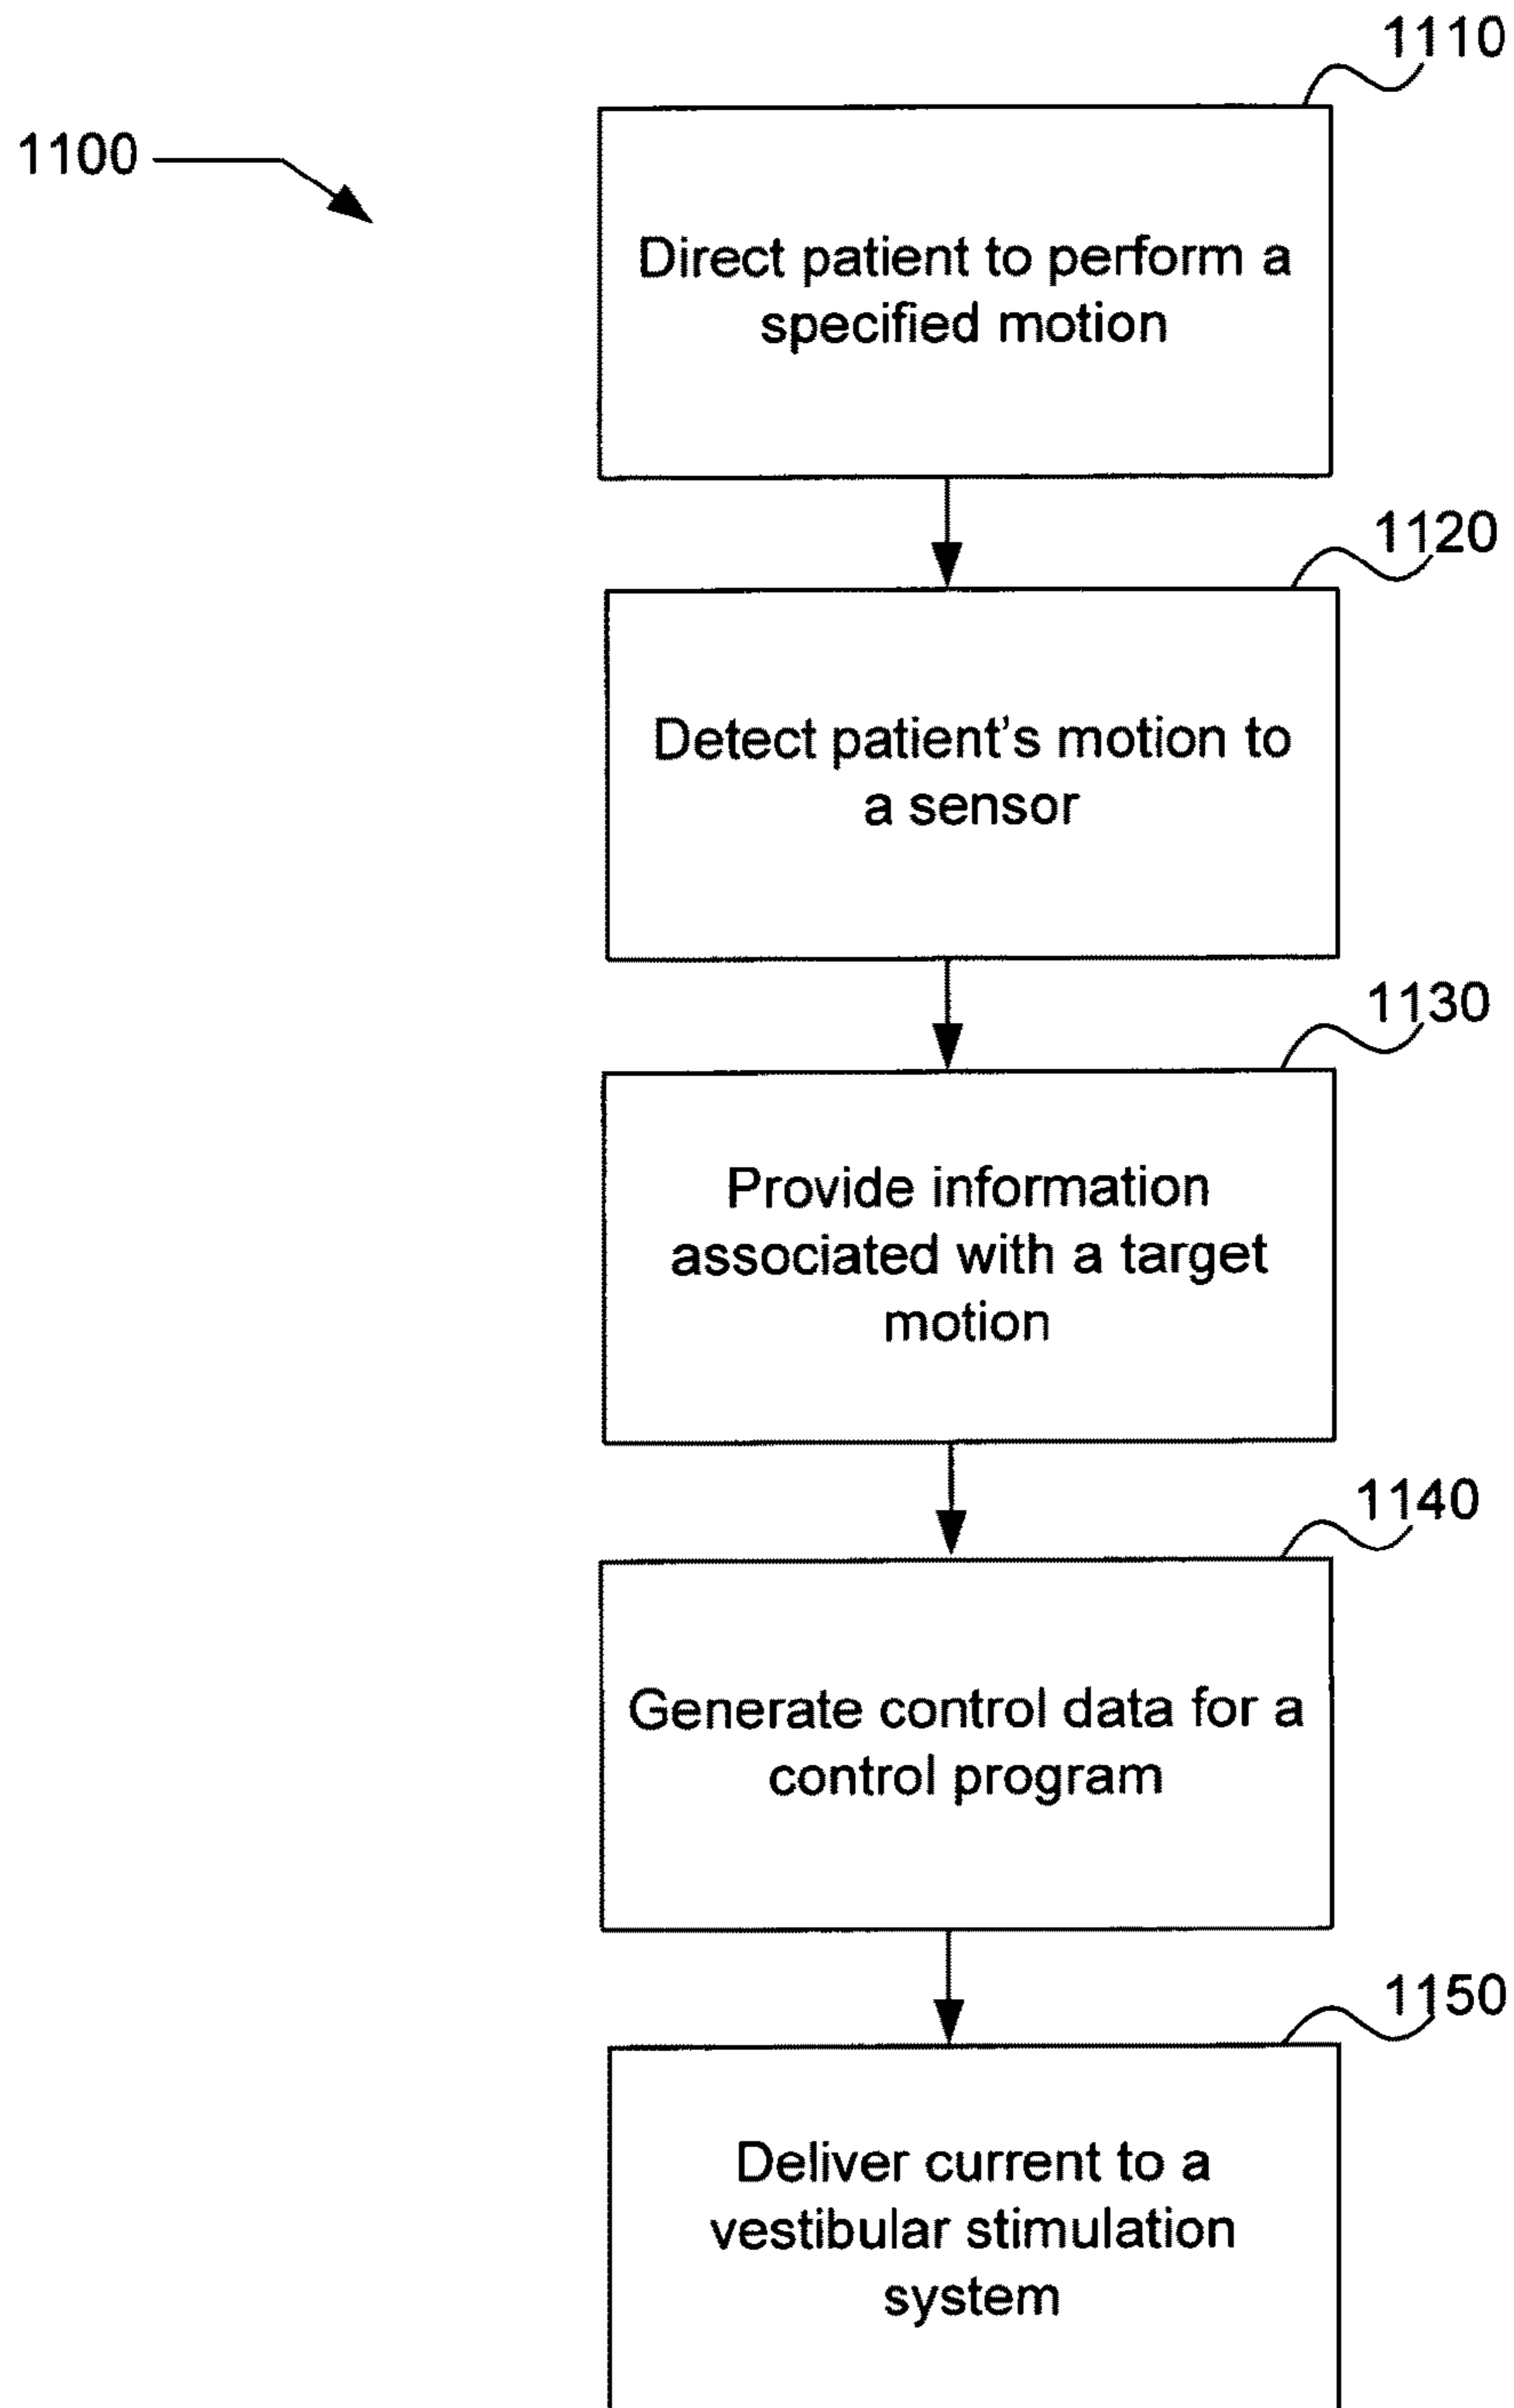 1110
1100
Direct patient to perform a
specified motion
1120
Detect patient's motion to
a sensor
1130
Provide information
associated with a target
motion
1140
Generate control data for a
control program
1150
Deliver current to a
vestibular stimulation
system